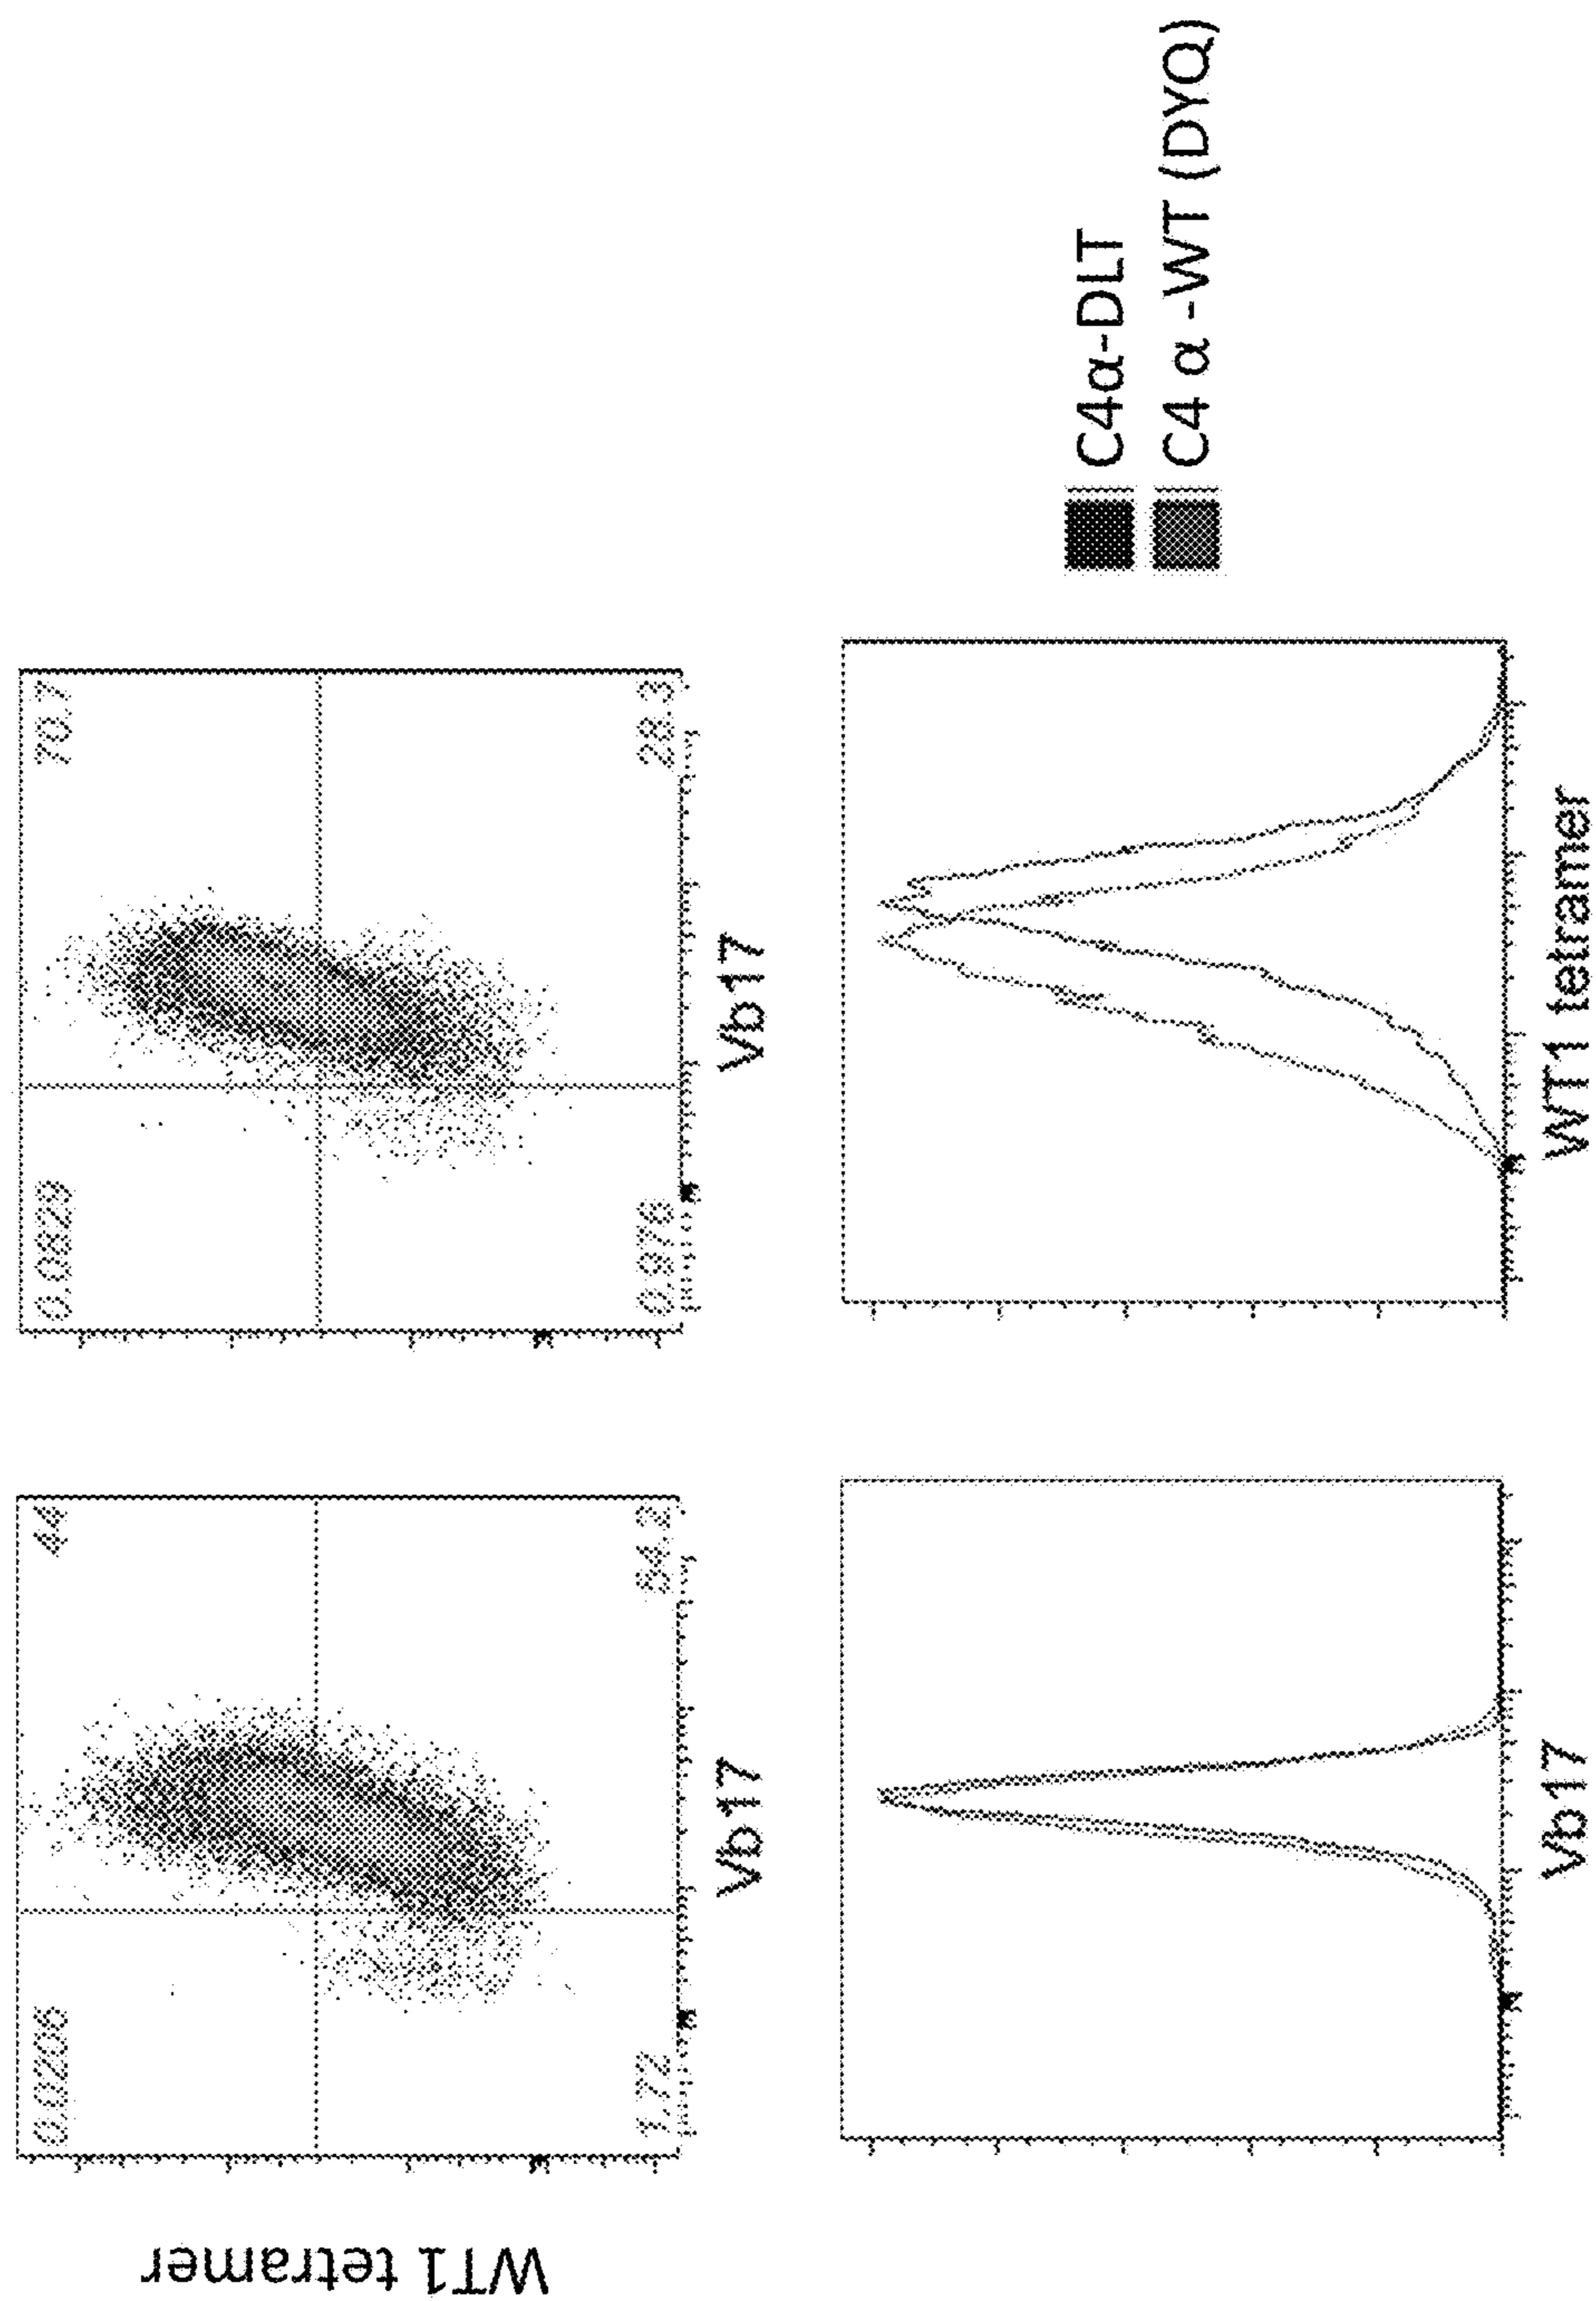 WT1 tetramer
0.0206 44
1.72 54.2
Vb17
0.0829 70.7
0.976 28.3
Vb17
Vb17
WT1 tetramer
C4α-DLT
C4 α -WT (DYQ)